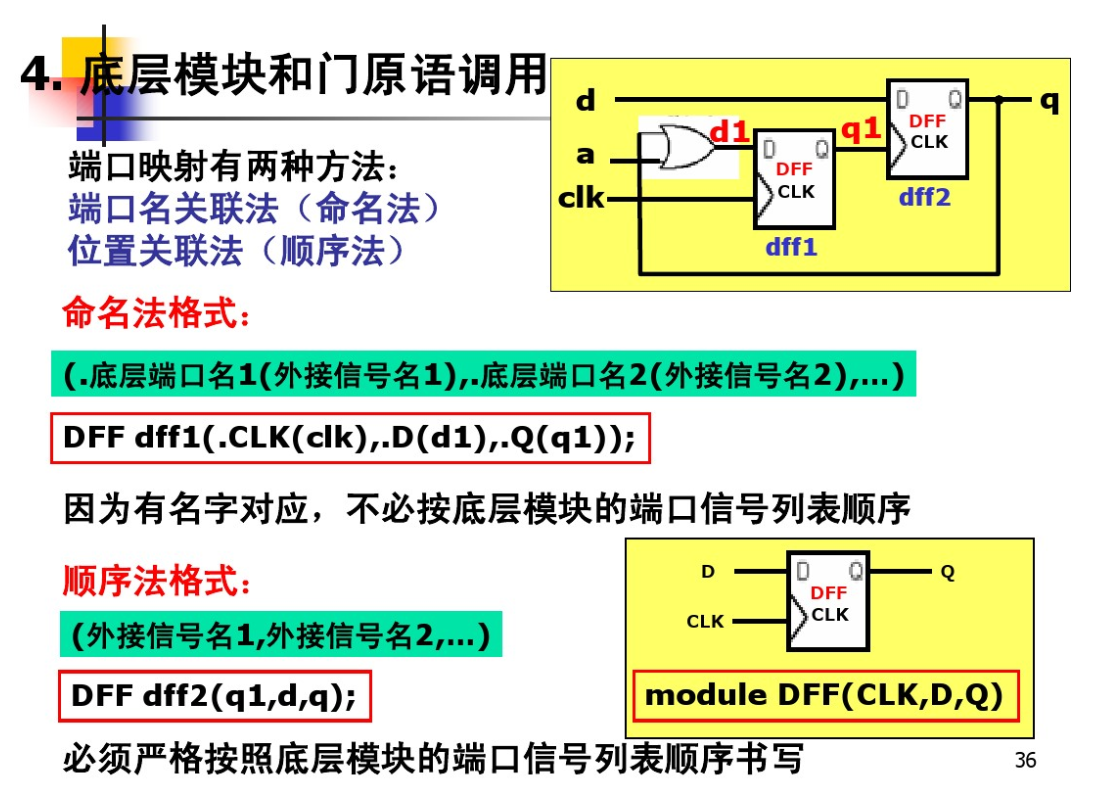 4. 底层模块和门原语调用
端口映射有两种方法：
端口名关联法（命名法）
位置关联法（顺序法）
d
a
clk
d1
D Q
DFF
CLK
dff1
q1
D Q
DFF
CLK
dff2
q
命名法格式：
(.底层端口名1(外接信号名1),.底层端口名2(外接信号名2),…)
DFF dff1(.CLK(clk),.D(d1),.Q(q1));
因为有名字对应，不必按底层模块的端口信号列表顺序
顺序法格式：
(外接信号名1,外接信号名2,…)
DFF dff2(q1,d,q);
必须严格按照底层模块的端口信号列表顺序书写
D
CLK
D Q
DFF
CLK
Q
module DFF(CLK,D,Q)
36